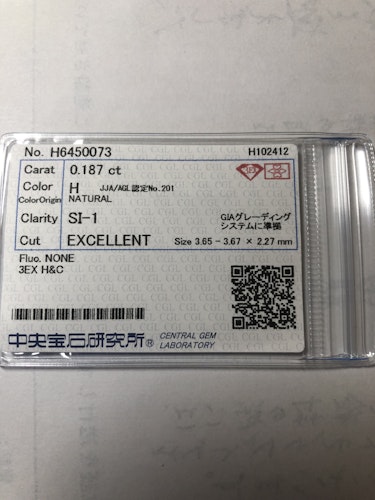 No. H6450073 H102412
Carat 0.187 ct
Color H JJA/AGL認定No.201
ColorOrigin NATURAL
Clarity SI-1 GIAグレーディング
システムに準拠
Cut EXCELLENT Size 3.65 - 3.67 × 2.27 mm
Fluo. NONE
3EX H&C
中央宝石研究所® CENTRAL GEM
LABORATORY